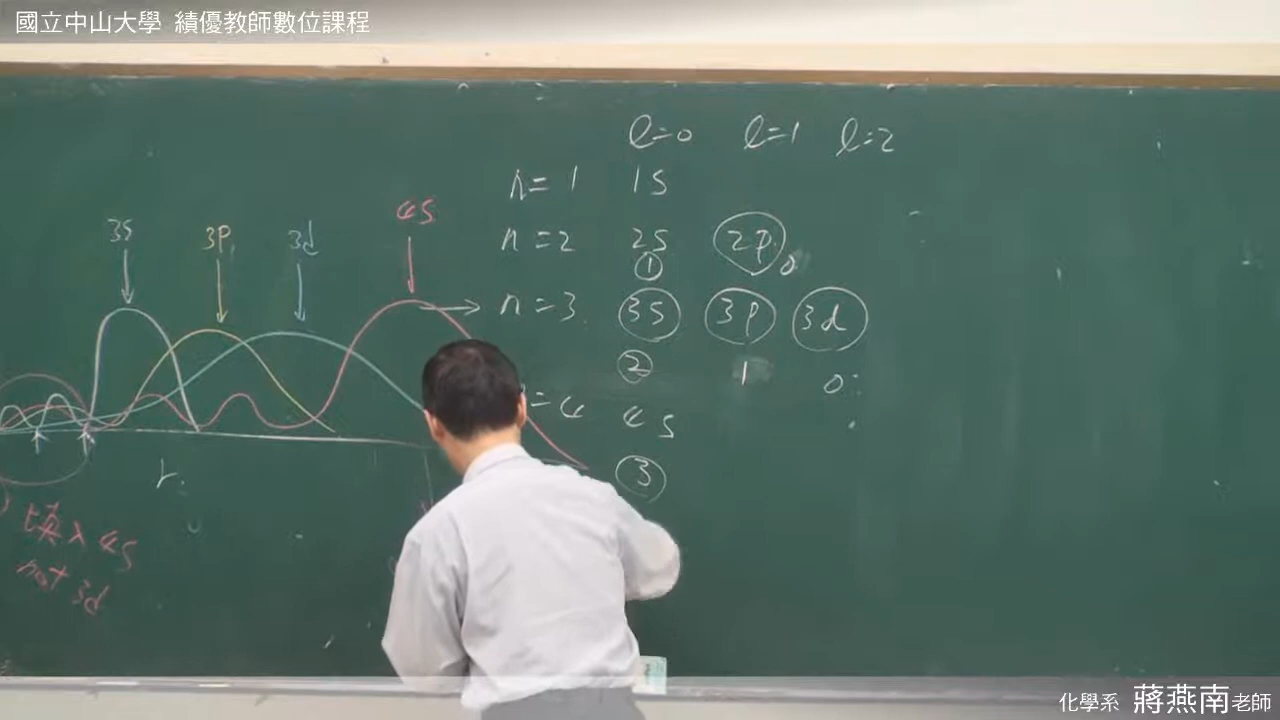 國立中山大學 績優教師數位課程
l=0 l=1 l=2
n=1 1S
n=2 2S 2P 0
1
n=3 3S 3P 3d
2 1 0
=4 4S
3
3S 3P 3d 4S
r
填入 4S
not 3d
化學系 蔣燕南老師